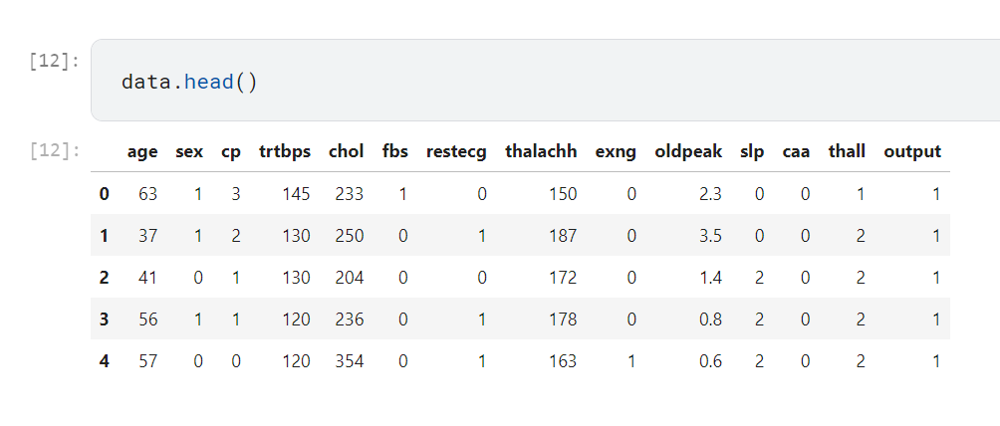 [12]:
data.head()
[12]:
age sex cp trtbps chol fbs restecg thalachh exng oldpeak slp caa thall output
0 63 1 3 145 233 1 0 150 0 2.3 0 0 1 1
1 37 1 2 130 250 0 1 187 0 3.5 0 0 2 1
2 41 0 1 130 204 0 0 172 0 1.4 2 0 2 1
3 56 1 1 120 236 0 1 178 0 0.8 2 0 2 1
4 57 0 0 120 354 0 1 163 1 0.6 2 0 2 1